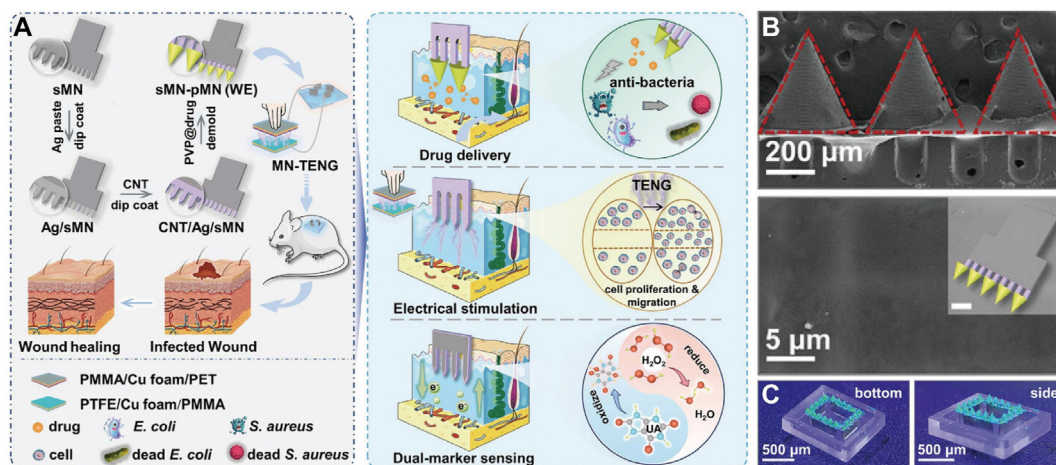 A
sMN
sMN-pMN (WE)
Ag paste
dip coat
PVP@drug
demold
MN-TENG
CNT
dip coat
Ag/sMN
CNT/Ag/sMN
Wound healing
Infected Wound
PMMA/Cu foam/PET
PTFE/Cu foam/PMMA
drug
E. coli
S. aureus
cell
dead E. coli
dead S. aureus
anti-bacteria
Drug delivery
TENG
cell proliferation &
migration
Electrical stimulation
e
e
H₂O₂
reduce
H₂O
oxidize
UA
Dual-marker sensing
B
200 μm
5 μm
C
bottom
side
500 μm
500 μm